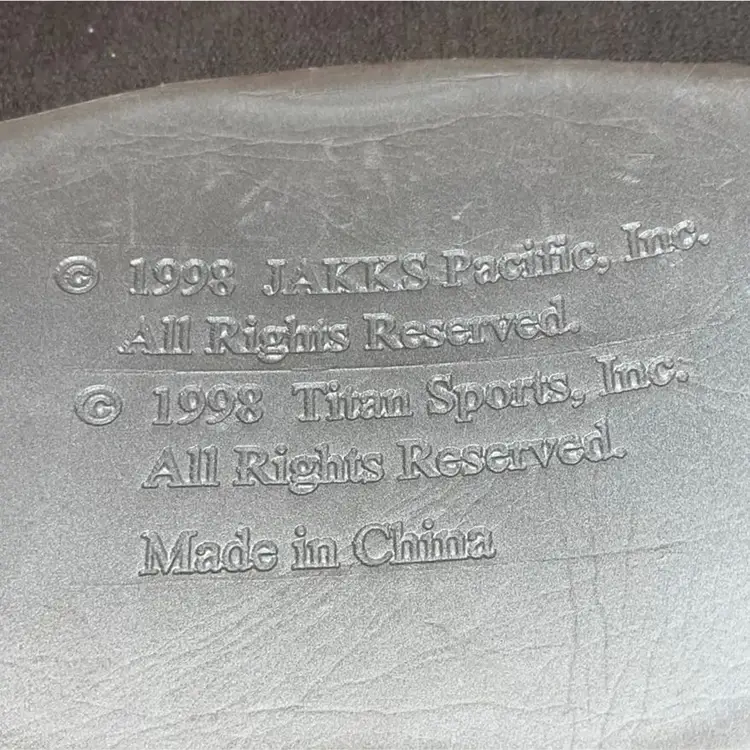 © 1998 JAKKS Pacific, Inc.
All Rights Reserved.
© 1998 Titan Sports, Inc.
All Rights Reserved.
Made in China